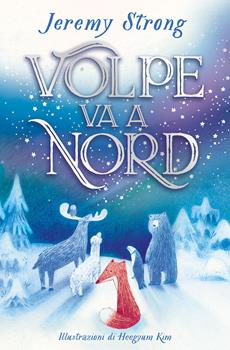 Jeremy Strong
VOLPE
VA A
NORD
Illustrazioni di Heegyum Kim